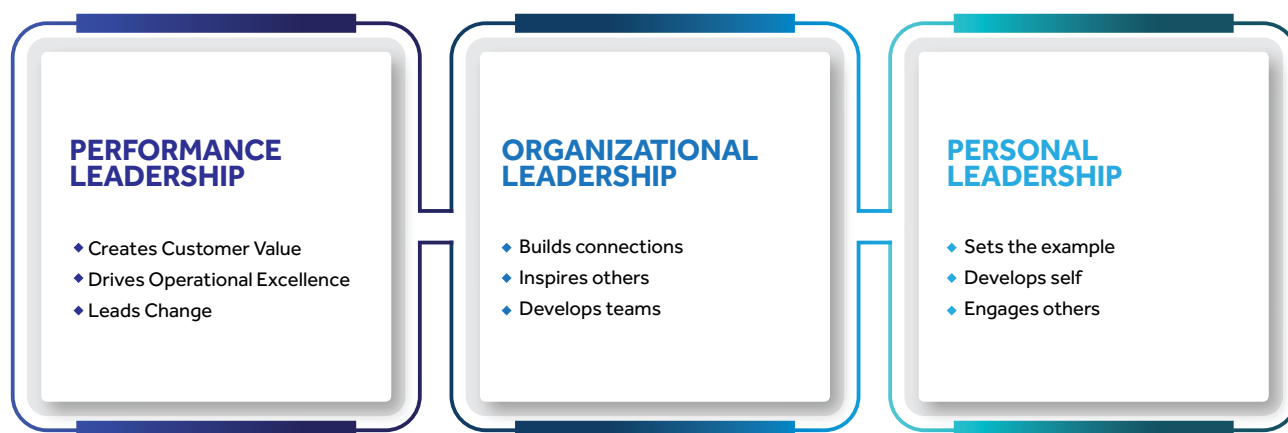 PERFORMANCE
LEADERSHIP
Creates Customer Value
Drives Operational Excellence
Leads Change
ORGANIZATIONAL
LEADERSHIP
Builds connections
Inspires others
Develops teams
PERSONAL
LEADERSHIP
Sets the example
Develops self
Engages others